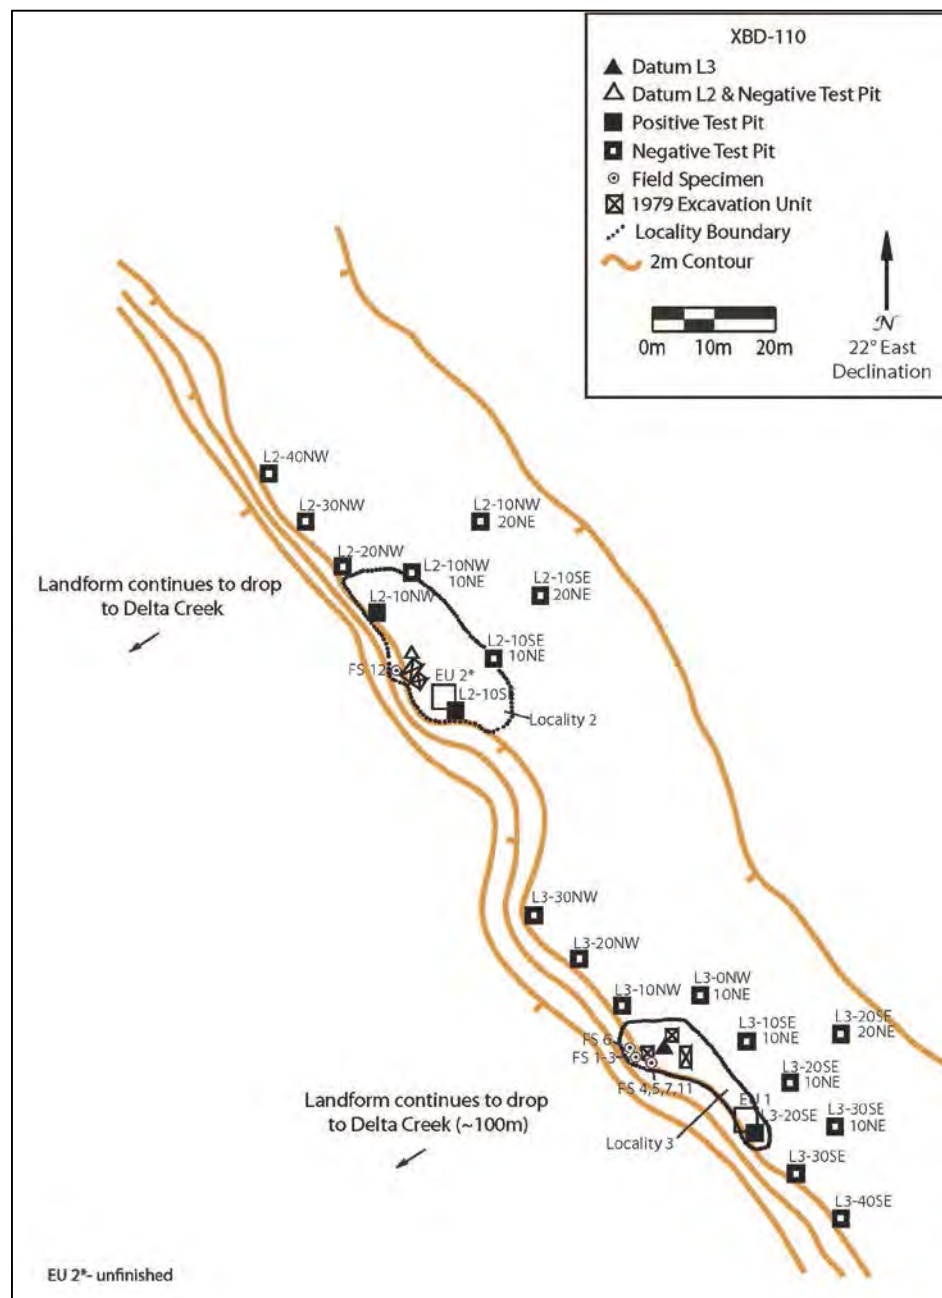 XBD-110
Datum L3
Datum L2 & Negative Test Pit
Positive Test Pit
Negative Test Pit
Field Specimen
1979 Excavation Unit
Locality Boundary
2m Contour
0m 10m 20m
N
22° East
Declination
L2-40NW
L2-30NW
L2-10NW
20NE
L2-20NW
L2-10NW
10NE
L2-10SE
20NE
Landform continues to drop
to Delta Creek
L2-10NW
L2-10SE
10NE
FS 12
EU 2*
L2-10S
Locality 2
L3-30NW
L3-20NW
L3-0NW
10NE
L3-10NW
L3-10SE
10NE
L3-20SE
20NE
FS 6
FS 1-3
L3-20SE
10NE
FS 4,5,7,11
EU 1
L3-20SE
L3-30SE
10NE
Landform continues to drop
to Delta Creek (~100m)
Locality 3
L3-30SE
L3-40SE
EU 2*- unfinished